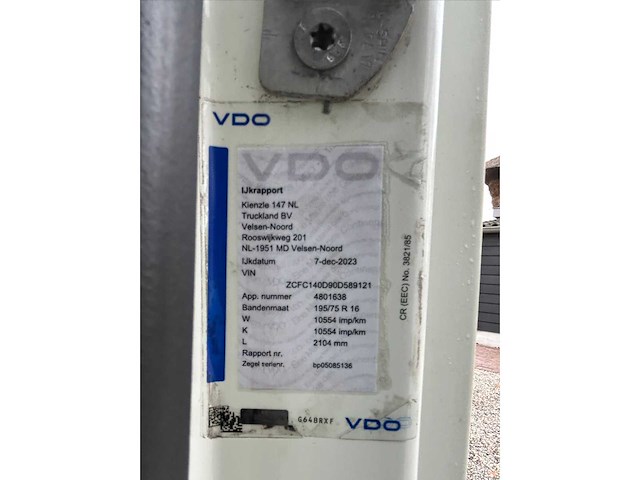 VDO
VDO
IJkrapport
Kienzle 147 NL
Truckland BV
Velsen-Noord
Rooswijkweg 201
NL-1951 MD Velsen-Noord
IJkdatum 7-dec-2023
VIN
ZCFC140D90D589121
App. nummer 4801638
Bandenmaat 195/75 R 16
W 10554 imp/km
K 10554 imp/km
L 2104 mm
Rapport nr.
Zegel serienr. bp05085136
CR (EEC) No. 3821/85
G64BRXF
VDO